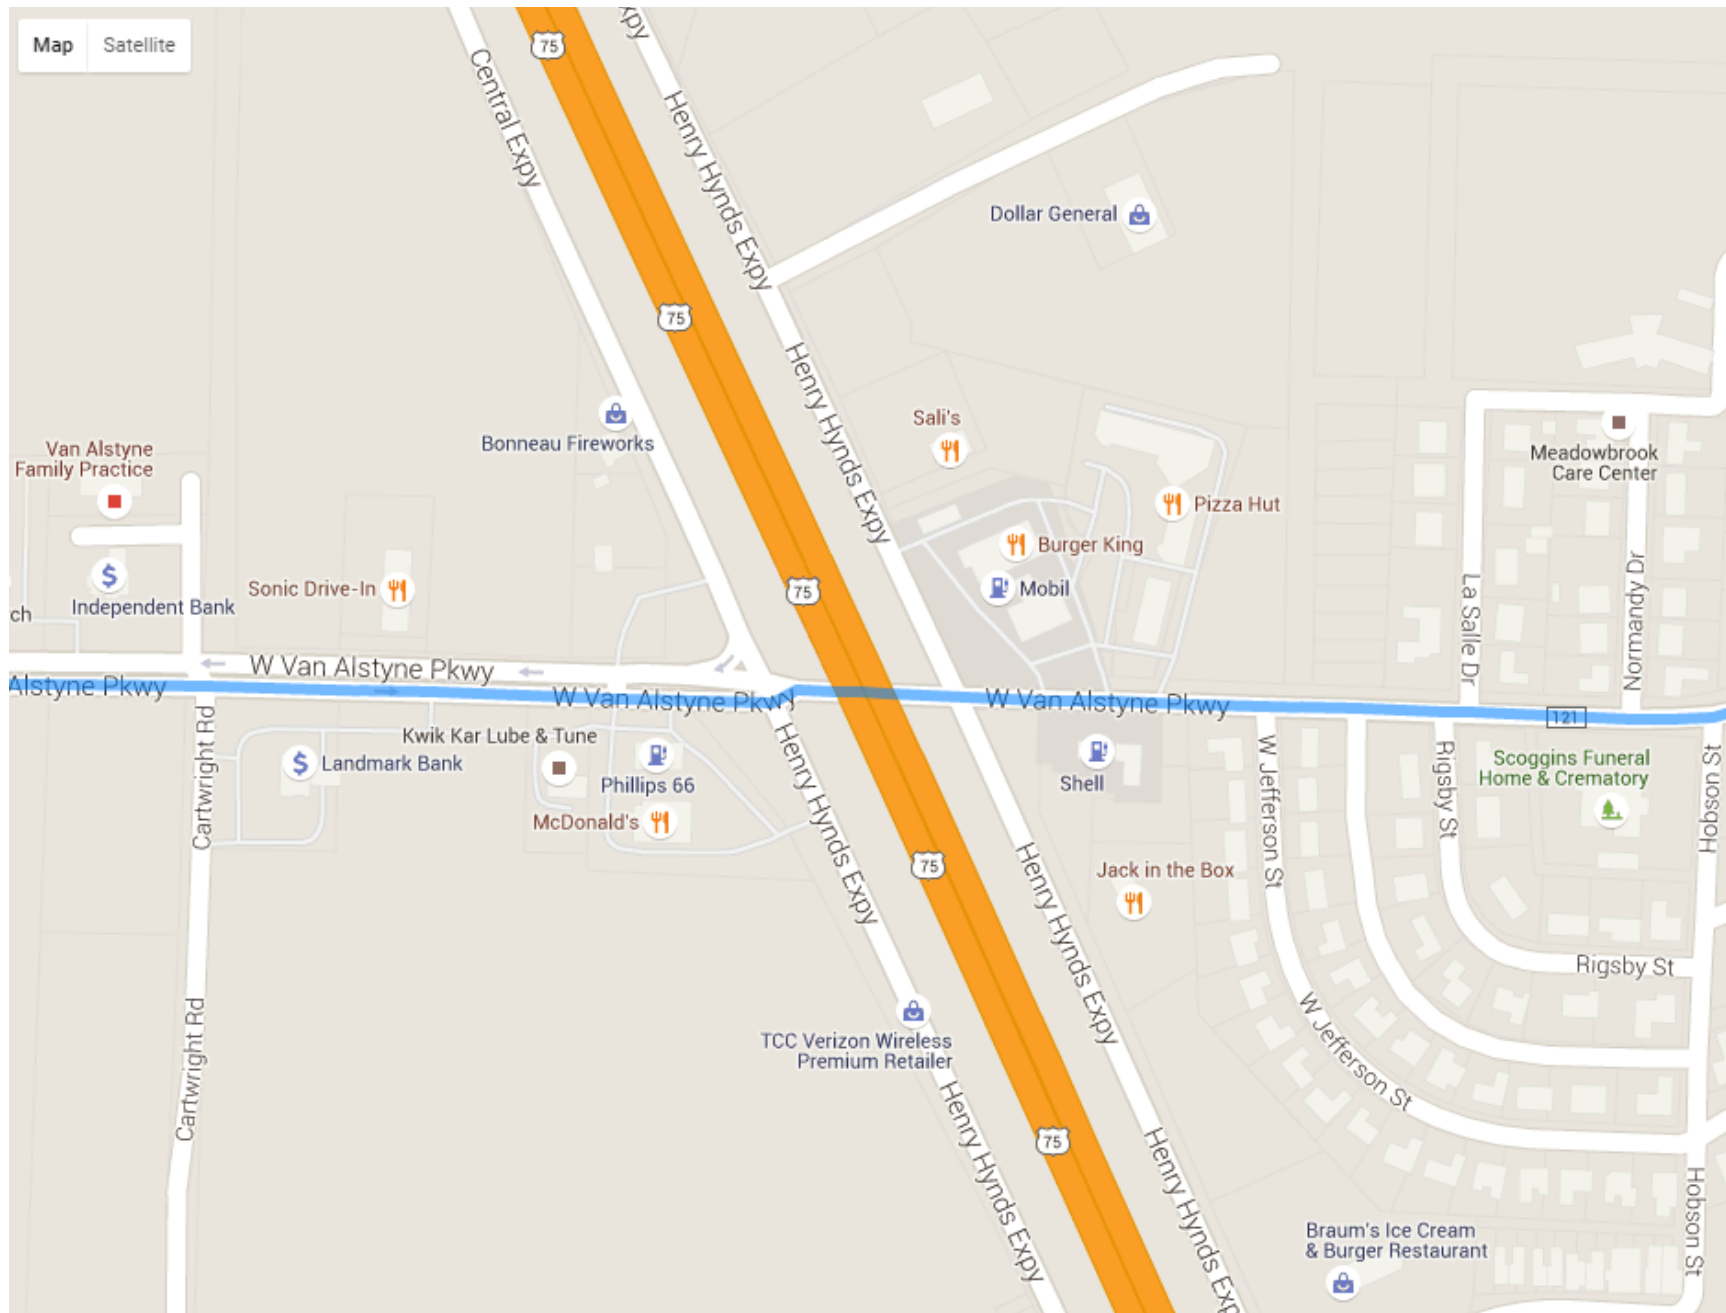 Map
Satellite
75
Expy
Central Expy
Henry Hynds Expy
Dollar General
75
Henry Hynds Expy
Bonneau Fireworks
Sali's
Van Alstyne
Family Practice
Meadowbrook
Care Center
Pizza Hut
Burger King
Sonic Drive-In
Mobil
75
Independent Bank
ch
La Salle Dr
Normandy Dr
W Van Alstyne Pkwy
Alstyne Pkwy
W Van Alstyne Pkwy
W Van Alstyne Pkwy
121
Cartwright Rd
Kwik Kar Lube & Tune
Landmark Bank
Phillips 66
McDonald's
Henry Hynds Expy
Shell
W Jefferson St
Rigsby St
Scoggins Funeral
Home & Crematory
Hobson St
75
Jack in the Box
Henry Hynds Expy
Rigsby St
Cartwright Rd
TCC Verizon Wireless
Premium Retailer
W Jefferson St
Henry Hynds Expy
75
Henry Hynds Exp
Hobson St
Braum's Ice Cream
& Burger Restaurant